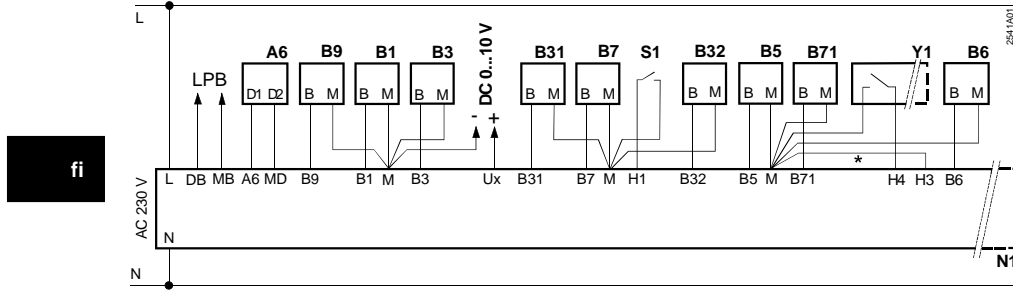 L
2541A01
A6 B9 B1 B3 DC 0...10 V B31 B7 S1 B32 B5 B71 Y1 B6
LPB
D1 D2 B M B M B M - + B M B M B M B M B M B M
fi
AC 230 V
L DB MB A6 MD B9 B1 M B3 Ux B31 B7 M H1 B32 B5 M B71 * H4 H3 B6
N
N1
N